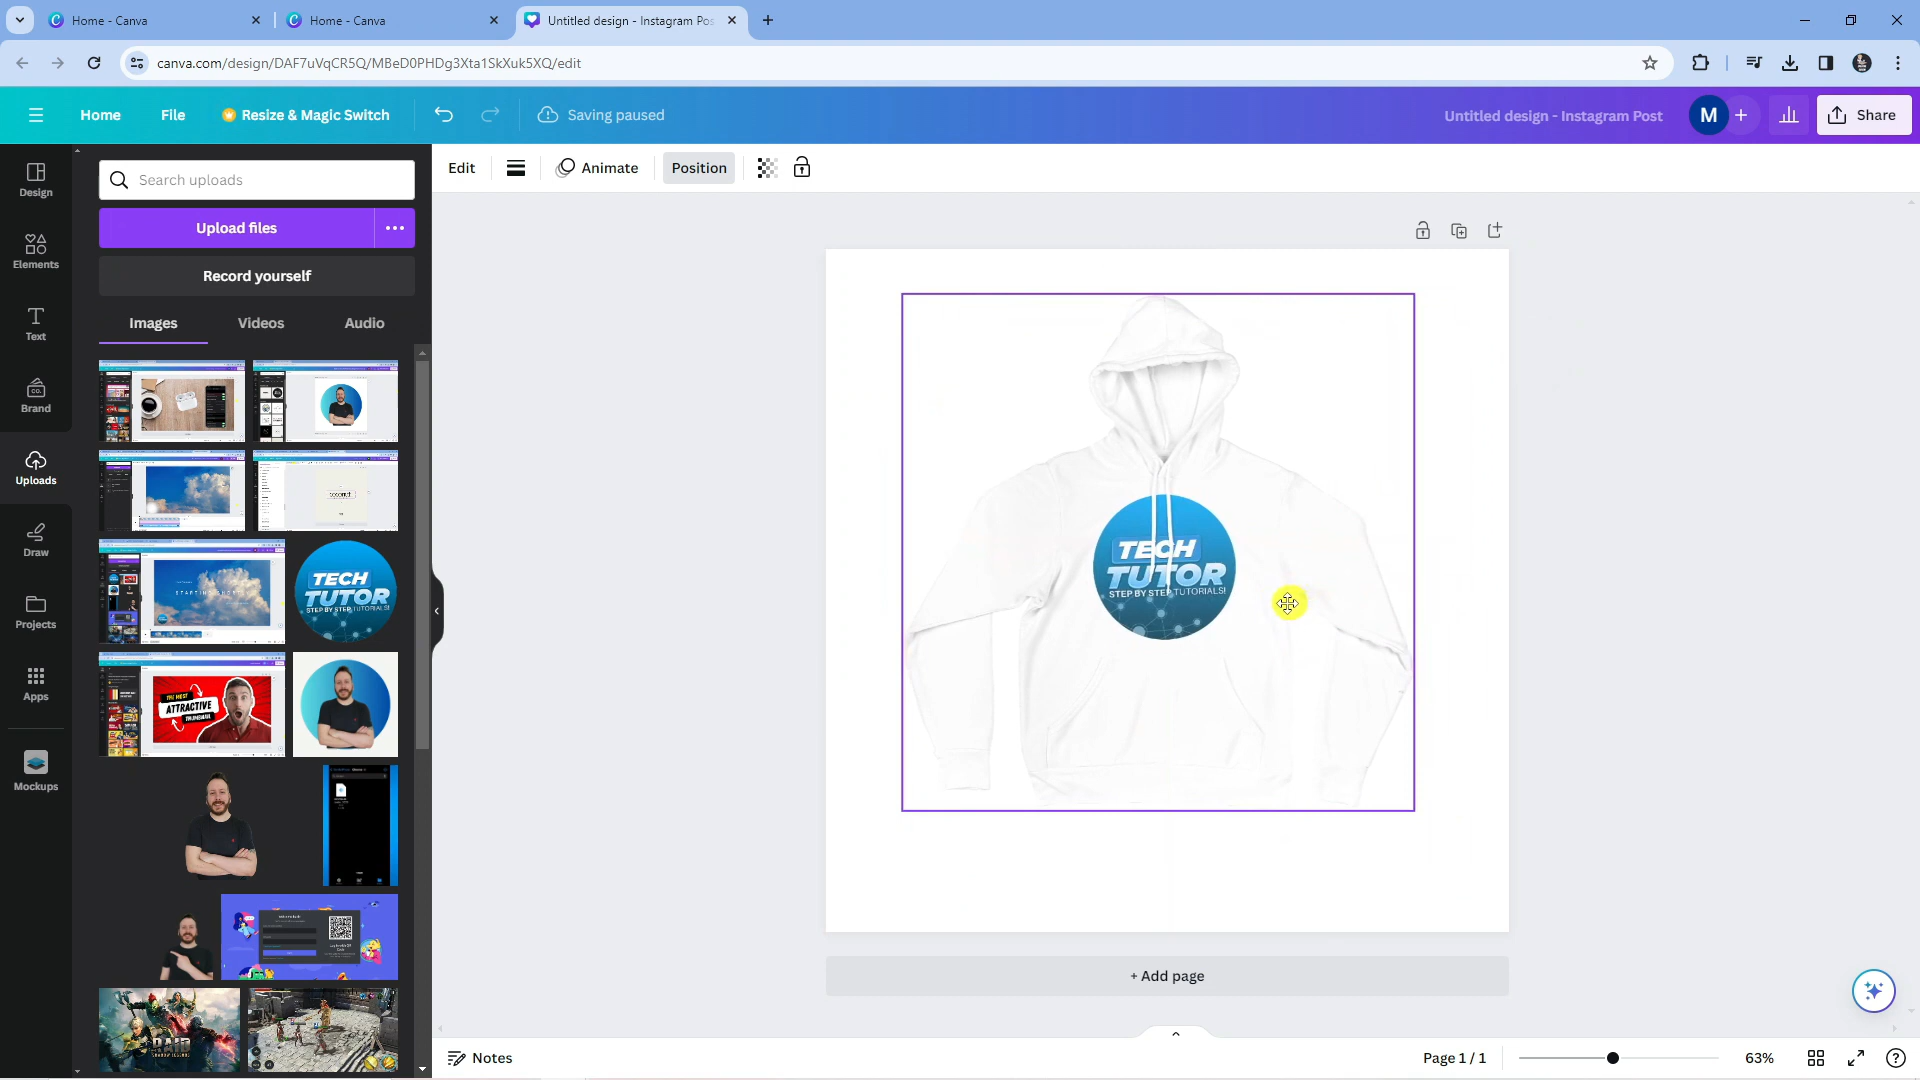 Home - Canva
Home - Canva
Untitled design - Instagram Pos
canva.com/design/DAF7uVqCR5Q/MBeD0PHDg3Xta1SkXuk5XQ/edit
Home
File
Resize & Magic Switch
Saving paused
Untitled design - Instagram Post
M
Share
Design
Elements
Text
Brand
Uploads
Draw
Projects
Apps
Mockups
Search uploads
Upload files
Record yourself
Images
Videos
Audio
TECH
TUTOR
STEP BY STEP TUTORIALS!
ATTRACTIVE
RAID
Edit
Animate
Position
TECH
TUTOR
STEP BY STEP TUTORIALS!
+ Add page
Notes
Page 1 / 1
63%